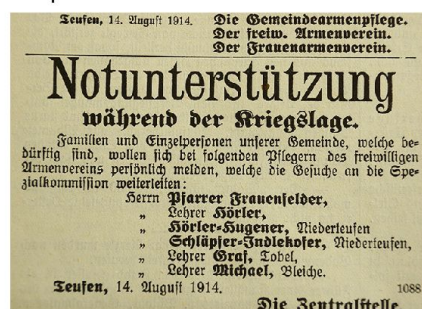 Teufen, 14. August 1914. Die Gemeindearmenpflege.
Der freiw. Armenverein.
Der Frauenarmenverein.
Notunterstützung
während der Kriegslage.
Familien und Einzelpersonen unserer Gemeinde, welche be-
dürftig sind, wollen sich bei folgenden Pflegern des freiwilligen
Armenvereins persönlich melden, welche die Gesuche an die Spe-
zialkommission weiterleiten:
Herrn Pfarrer Frauenfelder,
„ Lehrer Hörler,
„ Hörler-Hugener, Niederteufen
„ Schläpfer-Indlekofer, Niederteufen,
„ Lehrer Graf, Tobel,
„ Lehrer Michael, Bleiche.
Teufen, 14. August 1914. 1088
Die Zentralstelle